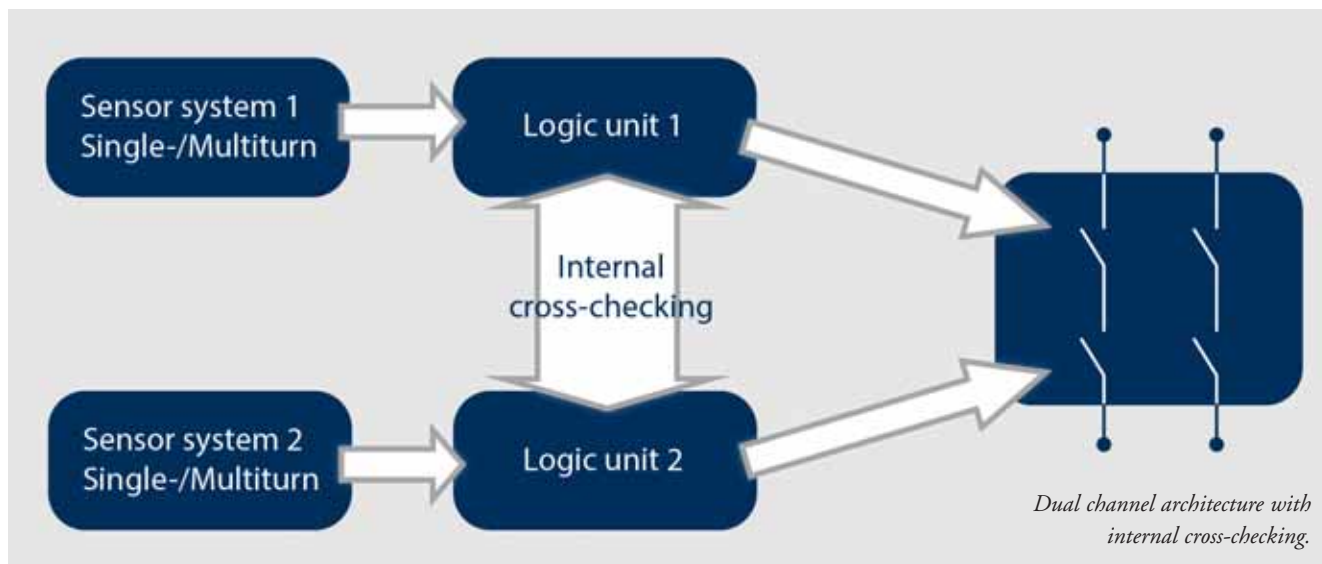 Sensor system 1
Single-/Multiturn
Logic unit 1
Internal
cross-checking
Sensor system 2
Single-/Multiturn
Logic unit 2
Dual channel architecture with
internal cross-checking.